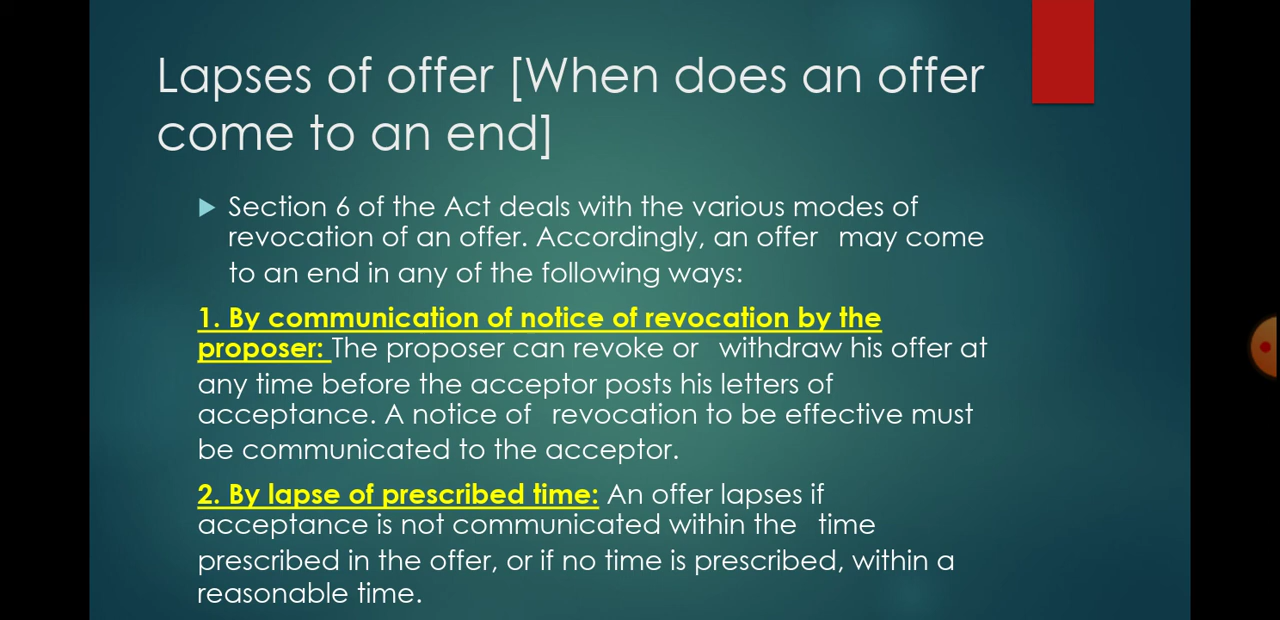 Lapses of offer [When does an offer
come to an end]
Section 6 of the Act deals with the various modes of
revocation of an offer. Accordingly, an offer may come
to an end in any of the following ways:
1. By communication of notice of revocation by the
proposer: The proposer can revoke or withdraw his offer at
any time before the acceptor posts his letters of
acceptance. A notice of revocation to be effective must
be communicated to the acceptor.
2. By lapse of prescribed time: An offer lapses if
acceptance is not communicated within the time
prescribed in the offer, or if no time is prescribed, within a
reasonable time.